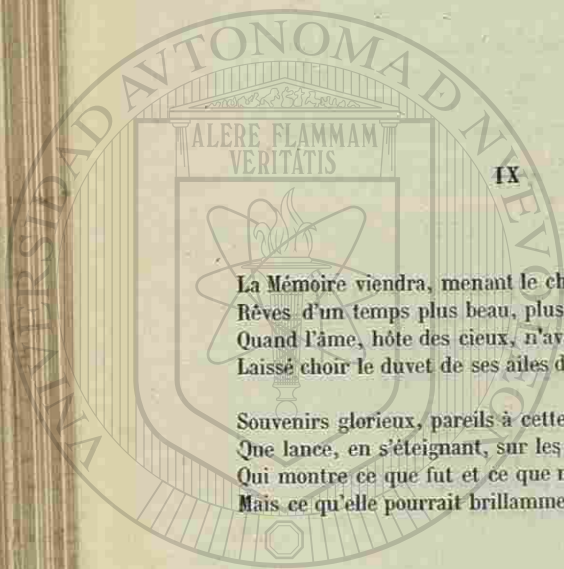 UNIVERSIDAD AUTONOMA DE NUEVO LEON
ALERE FLAMMAM
VERITATIS
IX
La Mémoire viendra, menant le ch
Rêves d'un temps plus beau, plus
Quand l'âme, hôte des cieux, n'av
Laissé choir le duvet de ses ailes d
Souvenirs glorieux, pareils à cette
Que lance, en s'éteignant, sur les
Qui montre ce que fut et ce que
Mais ce qu'elle pourrait brillamme